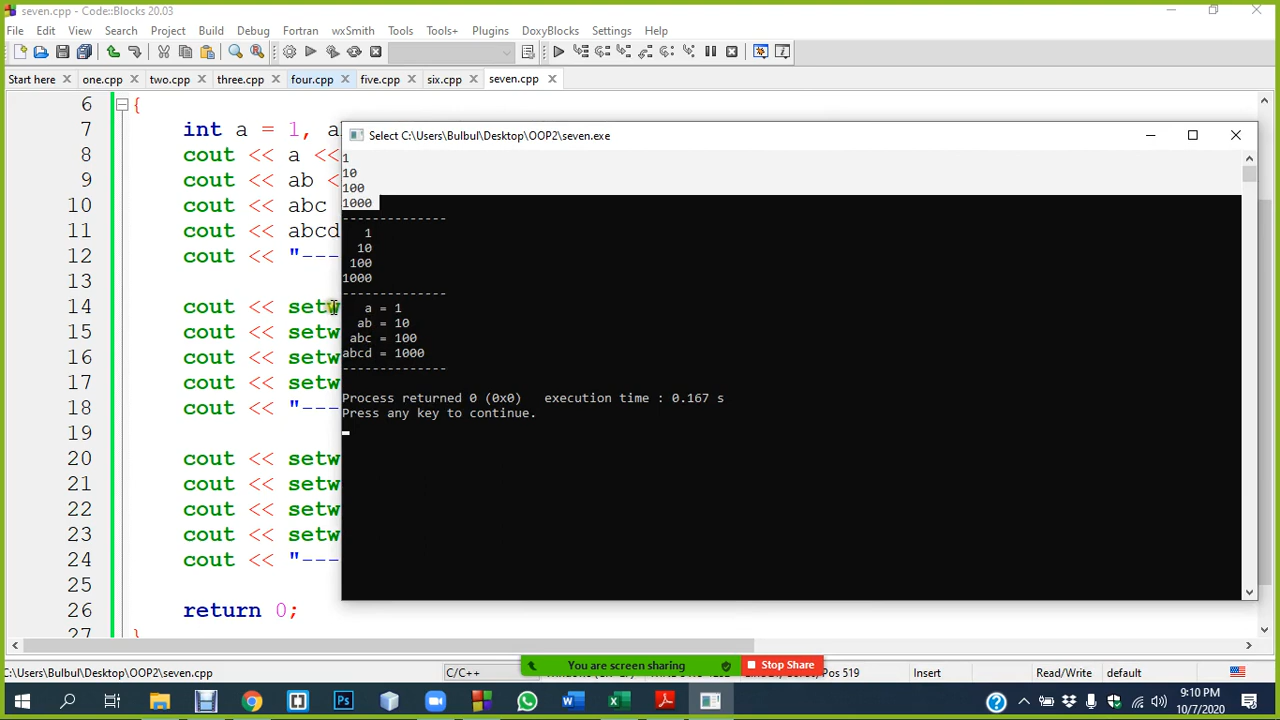 seven.cpp - Code::Blocks 20.03
File Edit View Search Project Build Debug Fortran wxSmith Tools Tools+ Plugins DoxyBlocks Settings Help
Start here one.cpp two.cpp three.cpp four.cpp five.cpp six.cpp seven.cpp
6 {
7 int a = 1, a
8 cout << a <<
9 cout << ab <
10 cout << abc
11 cout << abcd
12 cout << "---
13
14 cout << setw
15 cout << setw
16 cout << setw
17 cout << setw
18 cout << "---
19
20 cout << setw
21 cout << setw
22 cout << setw
23 cout << setw
24 cout << "---
25
26 return 0;
27 }
Select C:\Users\Bulbul\Desktop\OOP2\seven.exe
1
10
100
1000
--------------
1
10
100
1000
--------------
a = 1
ab = 10
abc = 100
abcd = 1000
--------------
Process returned 0 (0x0) execution time : 0.167 s
Press any key to continue.
C:\Users\Bulbul\Desktop\OOP2\seven.cpp C/C++ Pos 519 Insert Read/Write default
You are screen sharing Stop Share
9:10 PM
10/7/2020